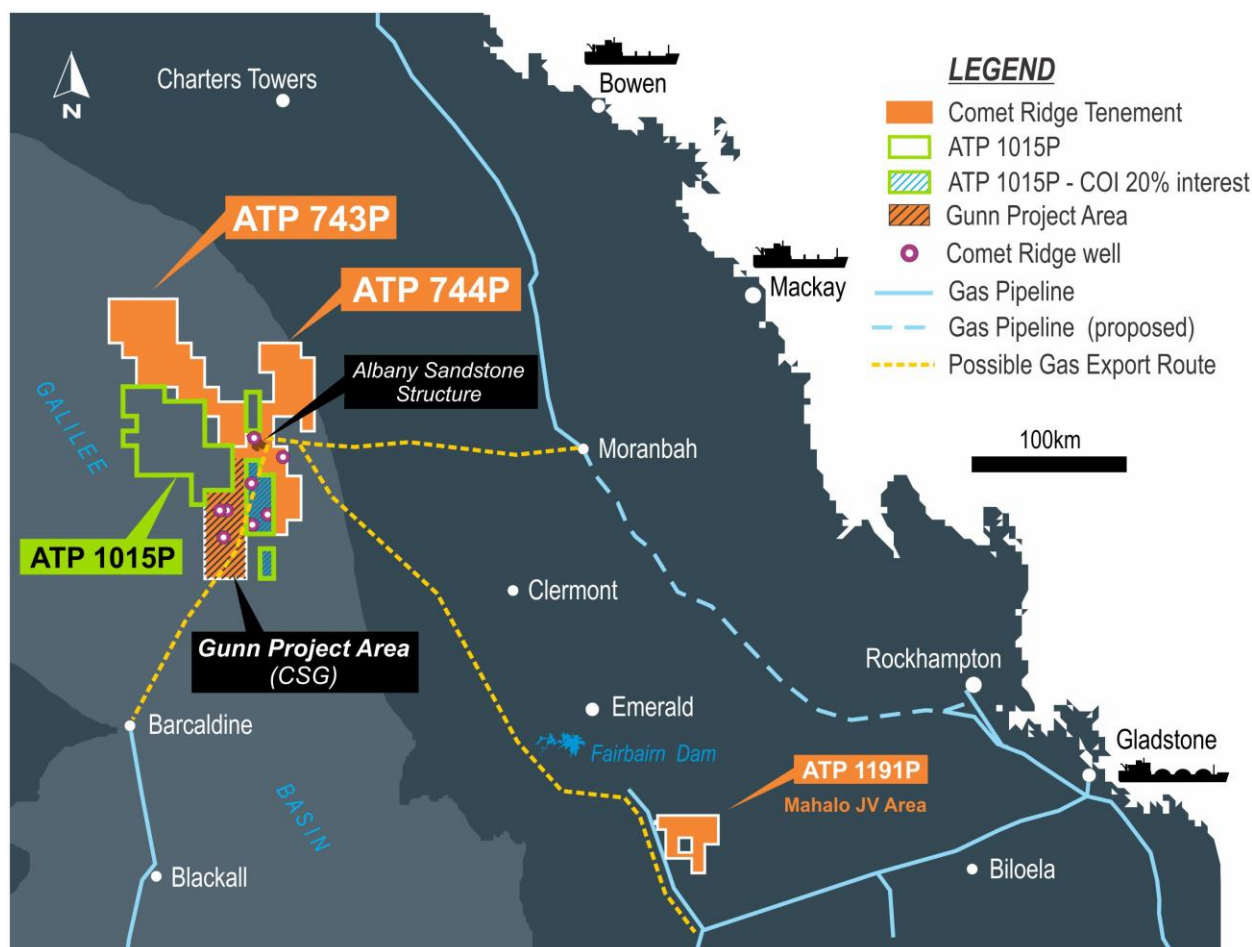 Charters Towers
N
Bowen
Mackay
LEGEND
Comet Ridge Tenement
ATP 1015P
ATP 1015P - COI 20% interest
Gunn Project Area
Comet Ridge well
Gas Pipeline
Gas Pipeline (proposed)
Possible Gas Export Route
100km
ATP 743P
ATP 744P
Albany Sandstone
Structure
GALILEE
Moranbah
ATP 1015P
Clermont
Gunn Project Area
(CSG)
Rockhampton
Barcaldine
Emerald
Fairbairn Dam
Gladstone
ATP 1191P
Mahalo JV Area
BASIN
Blackall
Biloela